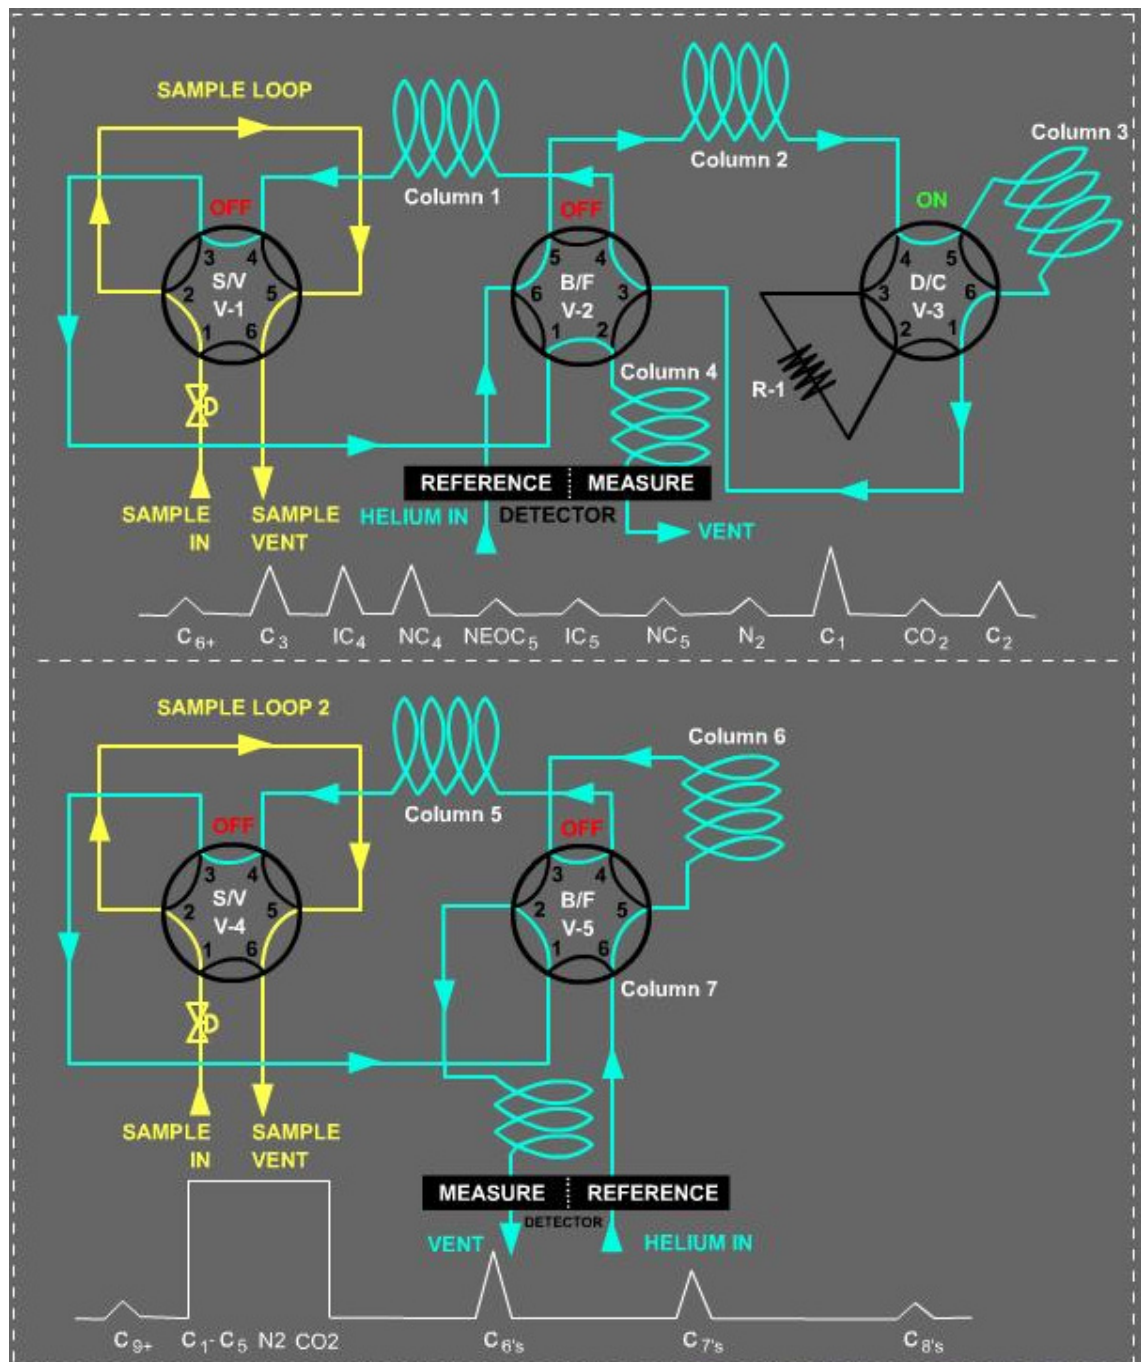 SAMPLE LOOP
Column 1
Column 2
Column 3
OFF
OFF
ON
3 4
2 S/V 5
V-1
1 6
5 4
6 B/F 3
V-2
1 2
4 5
3 D/C 6
V-3
2 1
Column 4
R-1
REFERENCE MEASURE
DETECTOR
SAMPLE IN
SAMPLE VENT
HELIUM IN
VENT
C6+ C3 IC4 NC4 NEOC5 IC5 NC5 N2 C1 CO2 C2
SAMPLE LOOP 2
Column 5
Column 6
OFF
OFF
3 4
2 S/V 5
V-4
1 6
3 4
2 B/F 5
V-5
1 6
Column 7
D
D
SAMPLE IN
SAMPLE VENT
MEASURE REFERENCE
DETECTOR
VENT
HELIUM IN
C9+ C1-C5 N2 CO2 C6's C7's C8's